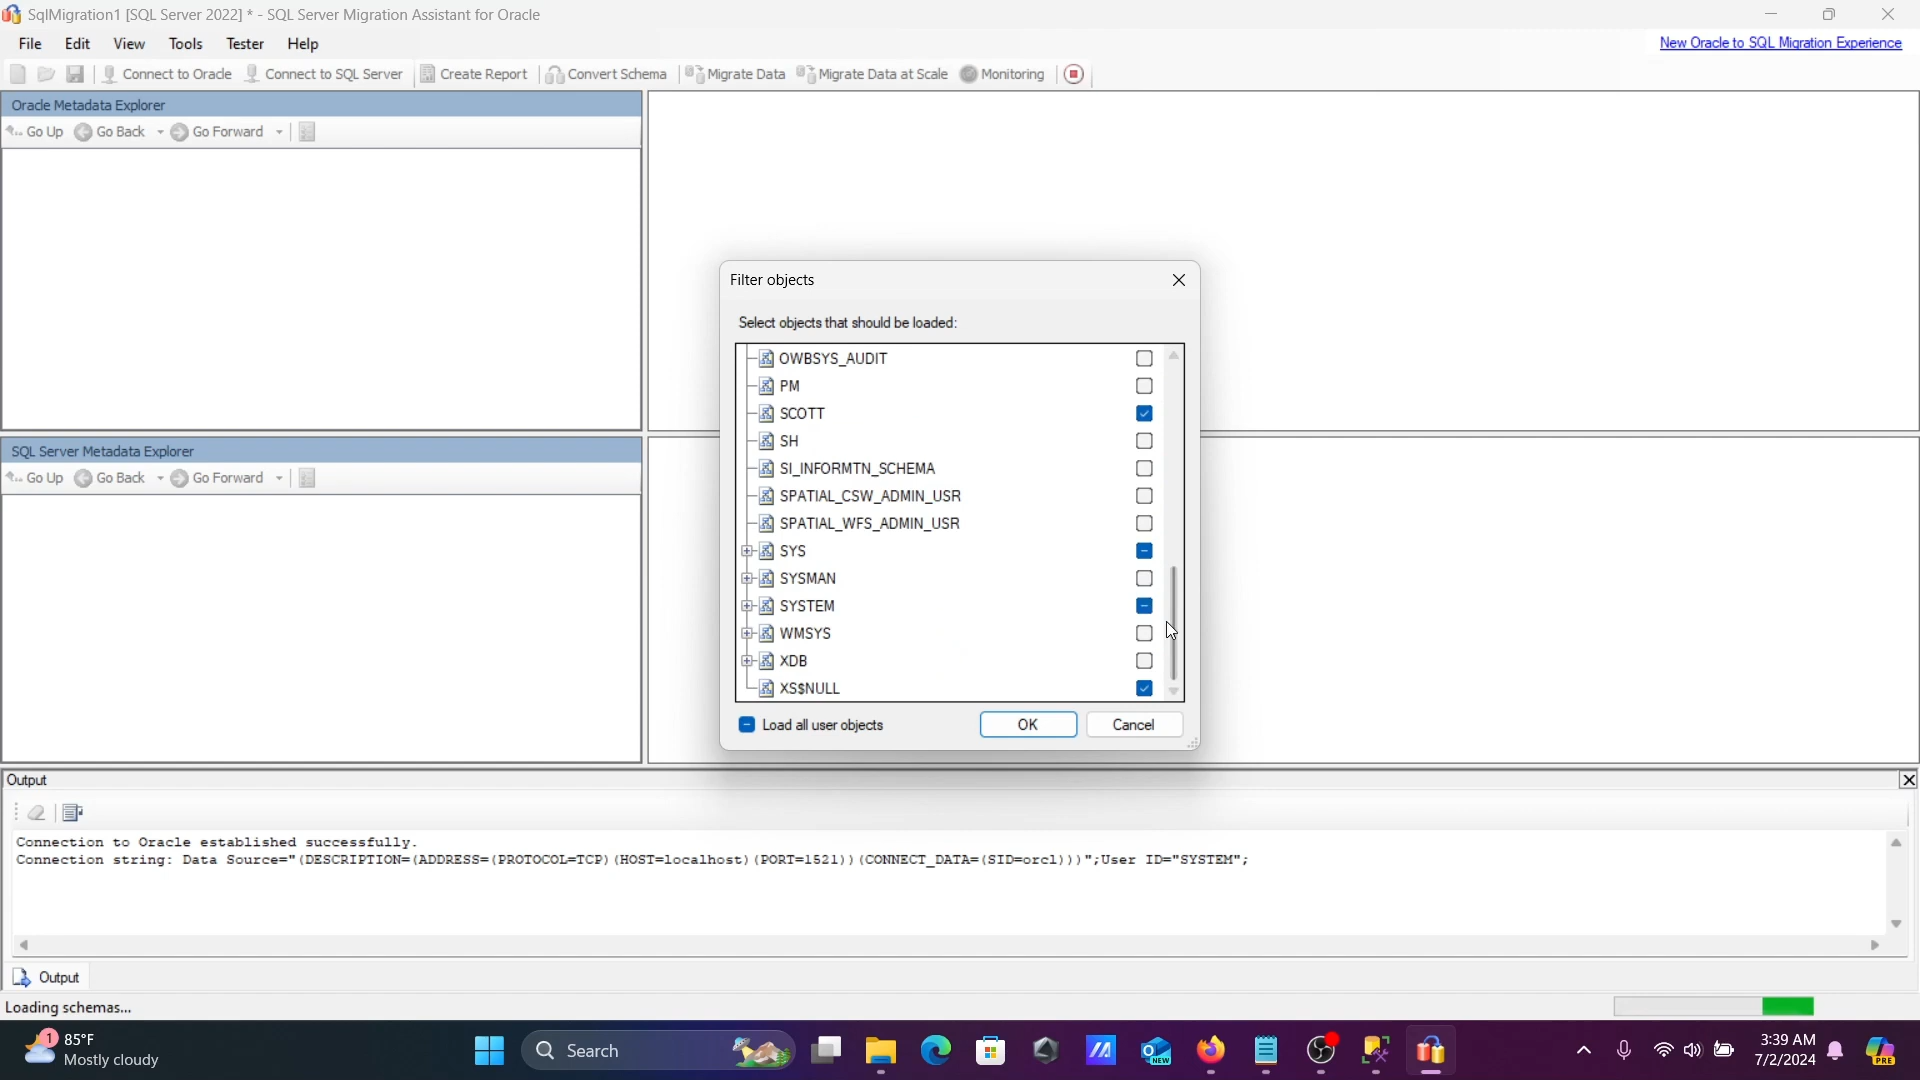 SqlMigration1 [SQL Server 2022] * - SQL Server Migration Assistant for Oracle
File Edit View Tools Tester Help
New Oracle to SQL Migration Experience
Connect to Oracle Connect to SQL Server Create Report Convert Schema Migrate Data Migrate Data at Scale Monitoring
Oracle Metadata Explorer
Go Up Go Back Go Forward
Filter objects
Select objects that should be loaded:
OWBSYS_AUDIT
PM
SCOTT
SH
SI_INFORMTN_SCHEMA
SPATIAL_CSW_ADMIN_USR
SPATIAL_WFS_ADMIN_USR
SYS
SYSMAN
SYSTEM
WMSYS
XDB
XS$NULL
Load all user objects OK Cancel
SQL Server Metadata Explorer
Go Up Go Back Go Forward
Output
Connection to Oracle established successfully.
Connection string: Data Source="(DESCRIPTION=(ADDRESS=(PROTOCOL=TCP)(HOST=localhost)(PORT=1521))(CONNECT_DATA=(SID=orcl)))";User ID="SYSTEM";
Output
Loading schemas...
1
85°F
Mostly cloudy
Search
NEW
3:39 AM
7/2/2024
PRE